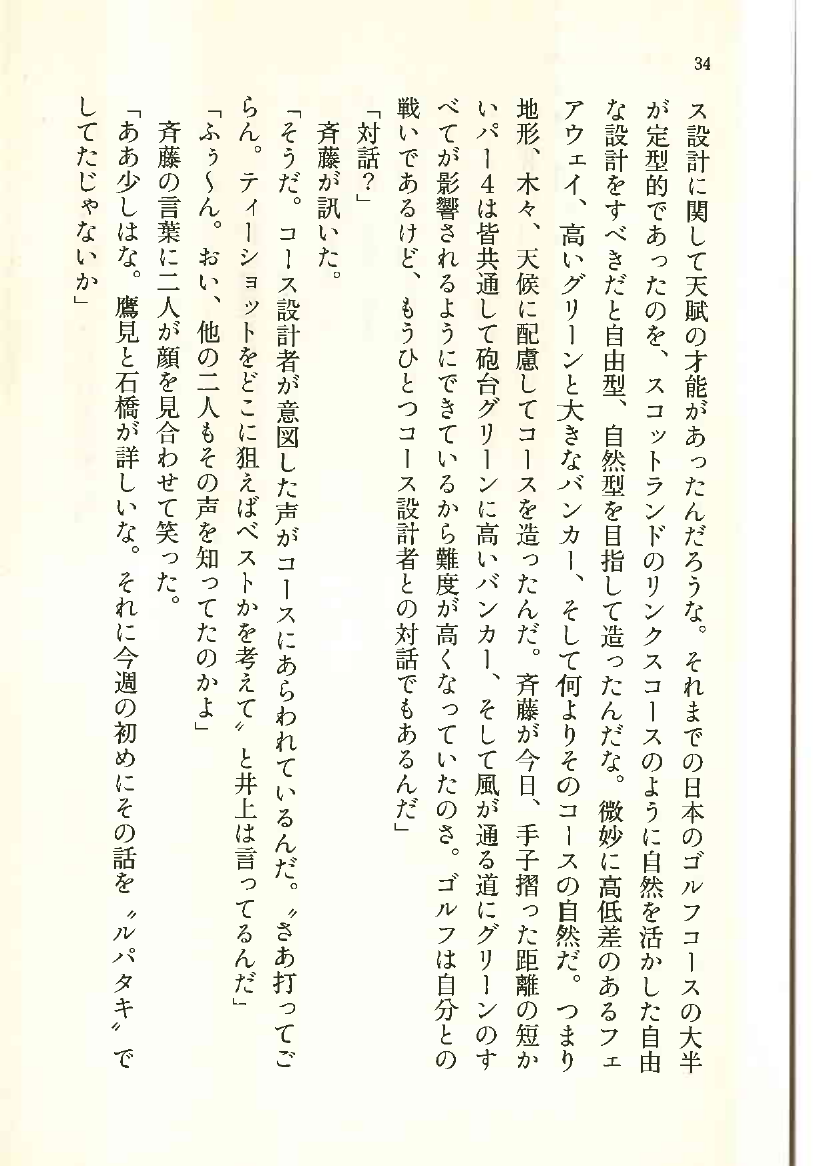 34
ス設計に関して天賦の才能があったんだろうな。それまでの日本のゴルフコースの大半
が定型的であったのを、スコットランドのリンクスコースのように自然を活かした自由
な設計をすべきだと自由型、自然型を目指して造ったんだな。微妙に高低差のあるフェ
アウェイ、高いグリーンと大きなバンカー、そして何よりそのコースの自然だ。つまり
地形、木々、天候に配慮してコースを造ったんだ。斉藤が今日、手子摺った距離の短か
いパー4は皆共通して砲台グリーンに高いバンカー、そして風が通る道にグリーンのす
べてが影響されるようにできているから難度が高くなっていたのさ。ゴルフは自分との
戦いであるけど、もうひとつコース設計者との対話でもあるんだ」
「対話？」
斉藤が訊いた。
「そうだ。コース設計者が意図した声がコースにあらわれているんだ。〝さあ打ってご
らん。ティーショットをどこに狙えばベストかを考えて〟と井上は言ってるんだ」
「ふぅ～ん。おい、他の二人もその声を知ってたのかよ」
斉藤の言葉に二人が顔を見合わせて笑った。
「ああ少しはな。鷹見と石橋が詳しいな。それに今週の初めにその話を〝ルパタキ〟で
してたじゃないか」